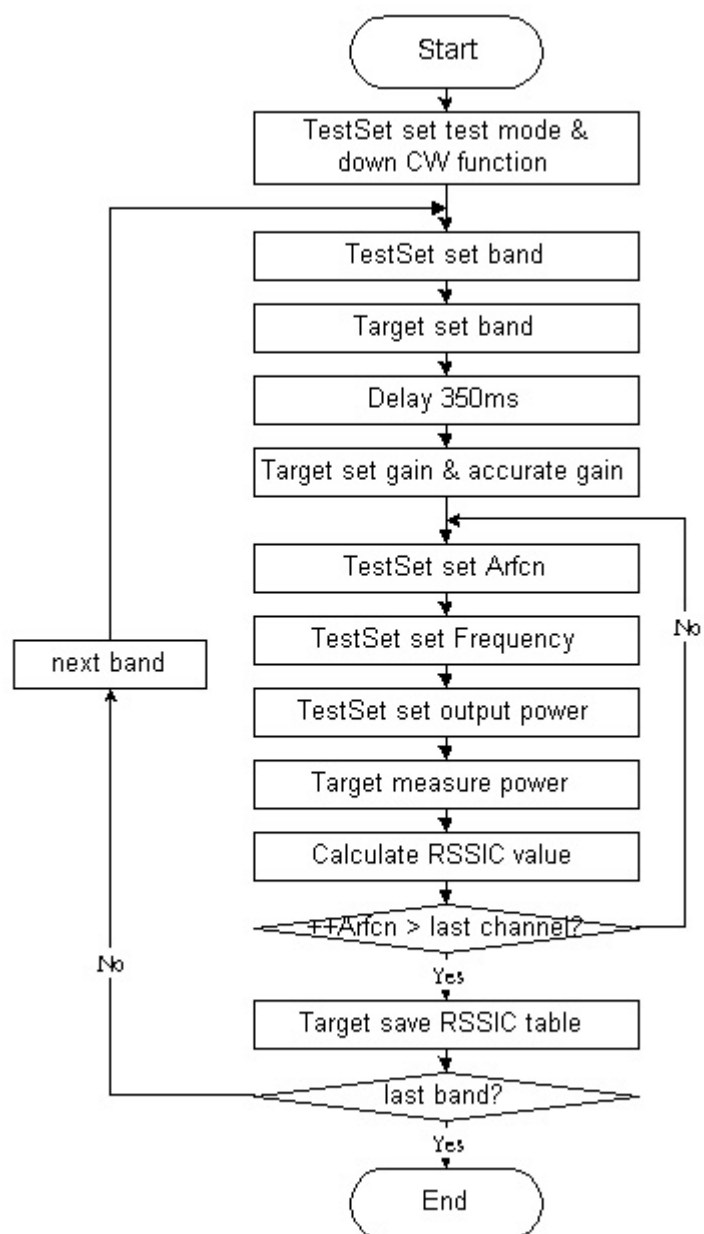 Start
TestSet set test mode &
down CW function
TestSet set band
Target set band
Delay 350ms
Target set gain & accurate gain
TestSet set Arfcn
No
TestSet set Frequency
next band
TestSet set output power
Target measure power
Calculate RSSIC value
++Arfcn > last channel?
No
Yes
Target save RSSIC table
last band?
Yes
End